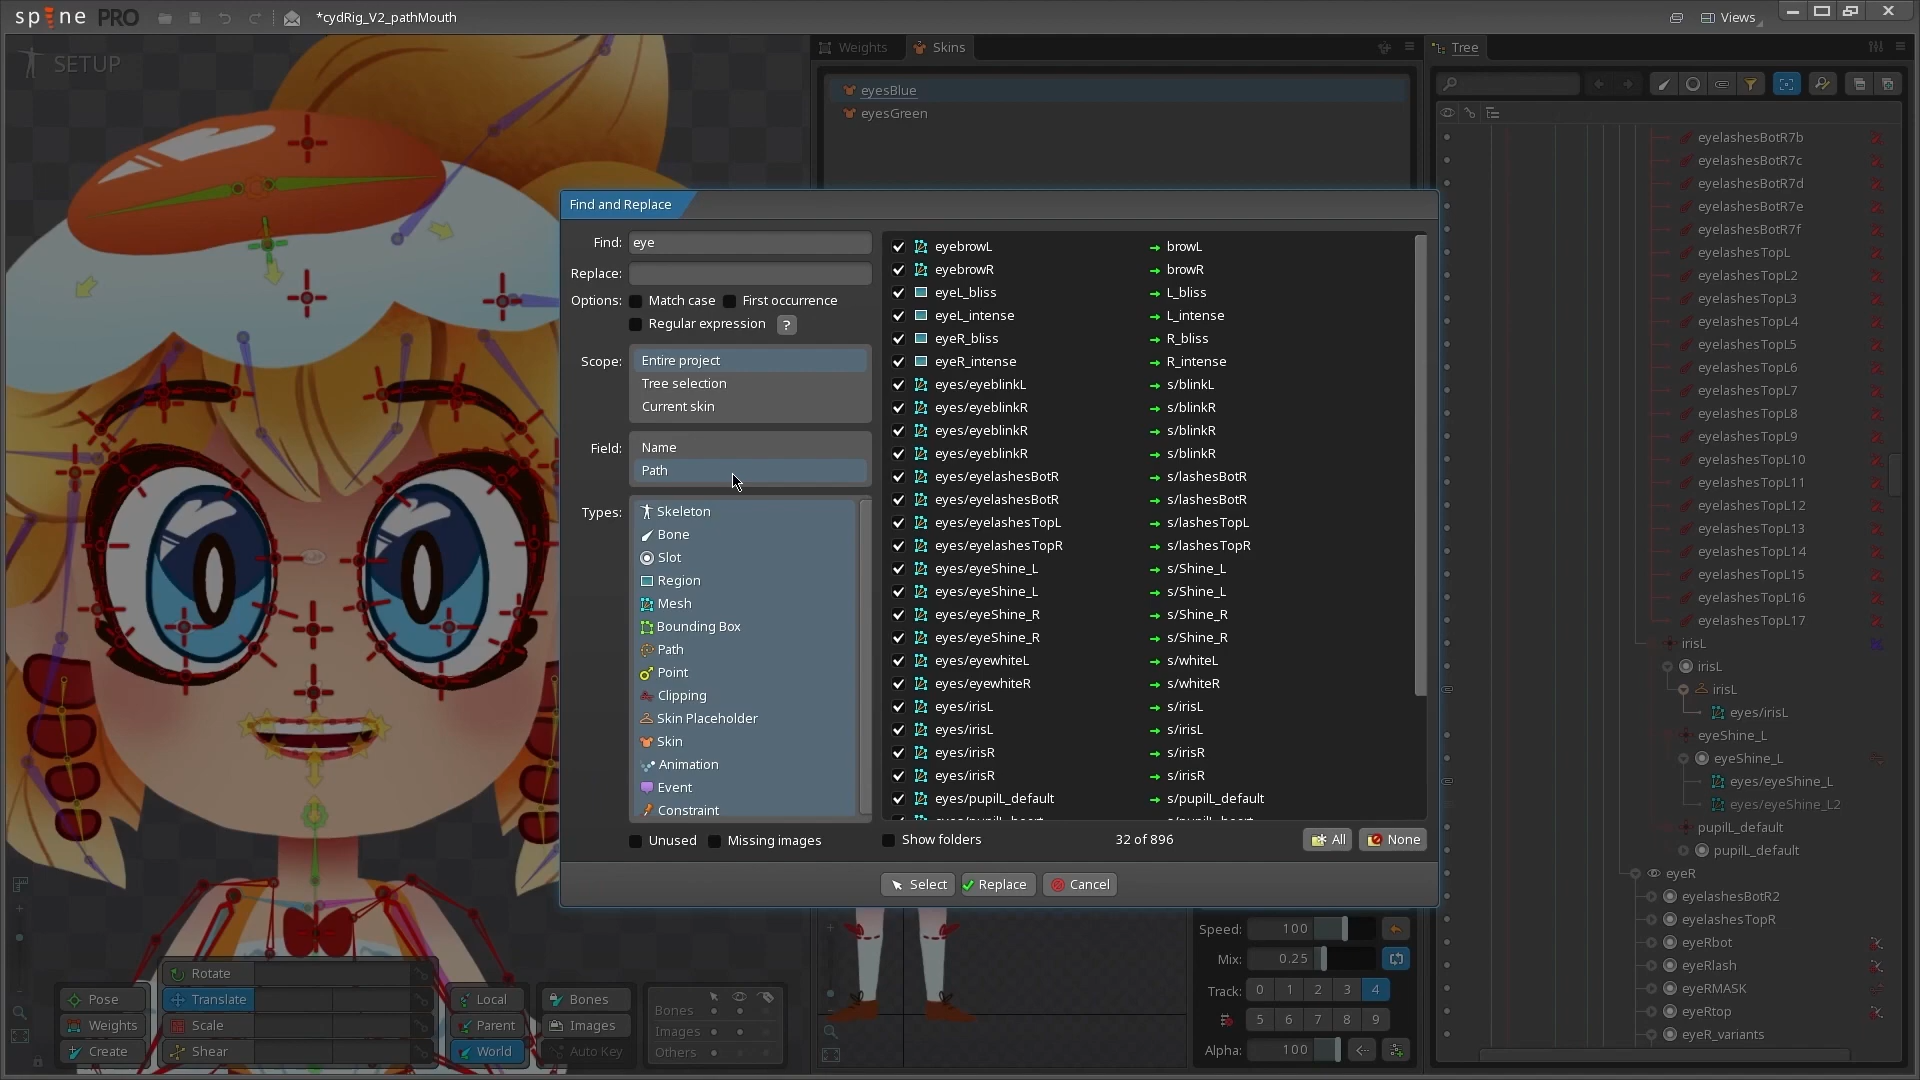 spine PRO
*cydRig_V2_pathMouth
Views
SETUP
Weights
Skins
Tree
eyesBlue
eyesGreen
Find and Replace
Find:
eye
Replace:
Options:
Match case
First occurrence
Regular expression
?
Scope:
Entire project
Tree selection
Current skin
Field:
Name
Path
Types:
Skeleton
Bone
Slot
Region
Mesh
Bounding Box
Path
Point
Clipping
Skin Placeholder
Skin
Animation
Event
Constraint
Unused
Missing images
eyebrowL → browL
eyebrowR → browR
eyeL_bliss → L_bliss
eyeL_intense → L_intense
eyeR_bliss → R_bliss
eyeR_intense → R_intense
eyes/eyeblinkL → s/blinkL
eyes/eyeblinkR → s/blinkR
eyes/eyeblinkR → s/blinkR
eyes/eyeblinkR → s/blinkR
eyes/eyelashesBotR → s/lashesBotR
eyes/eyelashesBotR → s/lashesBotR
eyes/eyelashesTopL → s/lashesTopL
eyes/eyelashesTopR → s/lashesTopR
eyes/eyeShine_L → s/Shine_L
eyes/eyeShine_L → s/Shine_L
eyes/eyeShine_R → s/Shine_R
eyes/eyeShine_R → s/Shine_R
eyes/eyewhiteL → s/whiteL
eyes/eyewhiteR → s/whiteR
eyes/irisL → s/irisL
eyes/irisL → s/irisL
eyes/irisR → s/irisR
eyes/irisR → s/irisR
eyes/pupilL_default → s/pupilL_default
Show folders
32 of 896
All
None
Select
Replace
Cancel
eyelashesBotR7b
eyelashesBotR7c
eyelashesBotR7d
eyelashesBotR7e
eyelashesBotR7f
eyelashesTopL
eyelashesTopL2
eyelashesTopL3
eyelashesTopL4
eyelashesTopL5
eyelashesTopL6
eyelashesTopL7
eyelashesTopL8
eyelashesTopL9
eyelashesTopL10
eyelashesTopL11
eyelashesTopL12
eyelashesTopL13
eyelashesTopL14
eyelashesTopL15
eyelashesTopL16
eyelashesTopL17
irisL
irisL
irisL
eyes/irisL
eyeShine_L
eyeShine_L
eyes/eyeShine_L
eyes/eyeShine_L2
pupilL_default
pupilL_default
eyeR
eyelashesBotR2
eyelashesTopR
eyeRbot
eyeRlash
eyeRMASK
eyeRtop
eyeR_variants
Pose
Weights
Create
Rotate
Translate
Scale
Shear
Local
Parent
World
Bones
Images
Auto Key
Bones
Images
Others
Speed:
100
Mix:
0.25
Track:
0 1 2 3 4
5 6 7 8 9
Alpha:
100